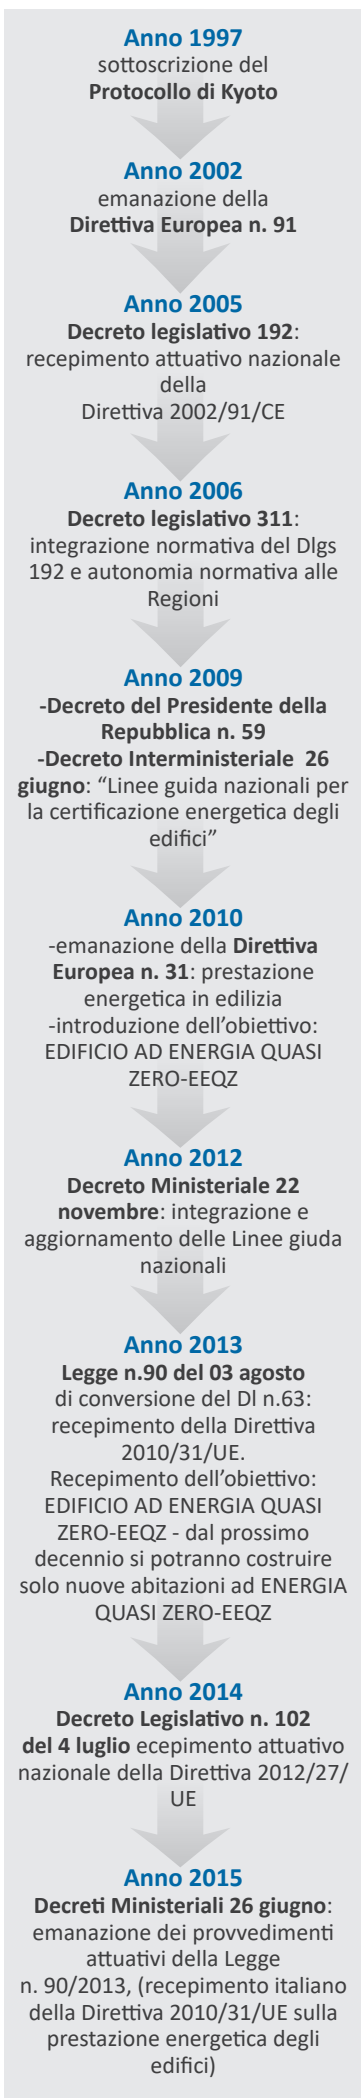 Anno 1997
sottoscrizione del
Protocollo di Kyoto
Anno 2002
emanazione della
Direttiva Europea n. 91
Anno 2005
Decreto legislativo 192:
recepimento attuativo nazionale
della
Direttiva 2002/91/CE
Anno 2006
Decreto legislativo 311:
integrazione normativa del Dlgs
192 e autonomia normativa alle
Regioni
Anno 2009
-Decreto del Presidente della
Repubblica n. 59
-Decreto Interministeriale 26
giugno: “Linee guida nazionali per
la certificazione energetica degli
edifici”
Anno 2010
-emanazione della Direttiva
Europea n. 31: prestazione
energetica in edilizia
-introduzione dell’obiettivo:
EDIFICIO AD ENERGIA QUASI
ZERO-EEQZ
Anno 2012
Decreto Ministeriale 22
novembre: integrazione e
aggiornamento delle Linee giuda
nazionali
Anno 2013
Legge n.90 del 03 agosto
di conversione del Dl n.63:
recepimento della Direttiva
2010/31/UE.
Recepimento dell’obiettivo:
EDIFICIO AD ENERGIA QUASI
ZERO-EEQZ - dal prossimo
decennio si potranno costruire
solo nuove abitazioni ad ENERGIA
QUASI ZERO-EEQZ
Anno 2014
Decreto Legislativo n. 102
del 4 luglio ecepimento attuativo
nazionale della Direttiva 2012/27/
UE
Anno 2015
Decreti Ministeriali 26 giugno:
emanazione dei provvedimenti
attuativi della Legge
n. 90/2013, (recepimento italiano
della Direttiva 2010/31/UE sulla
prestazione energetica degli
edifici)